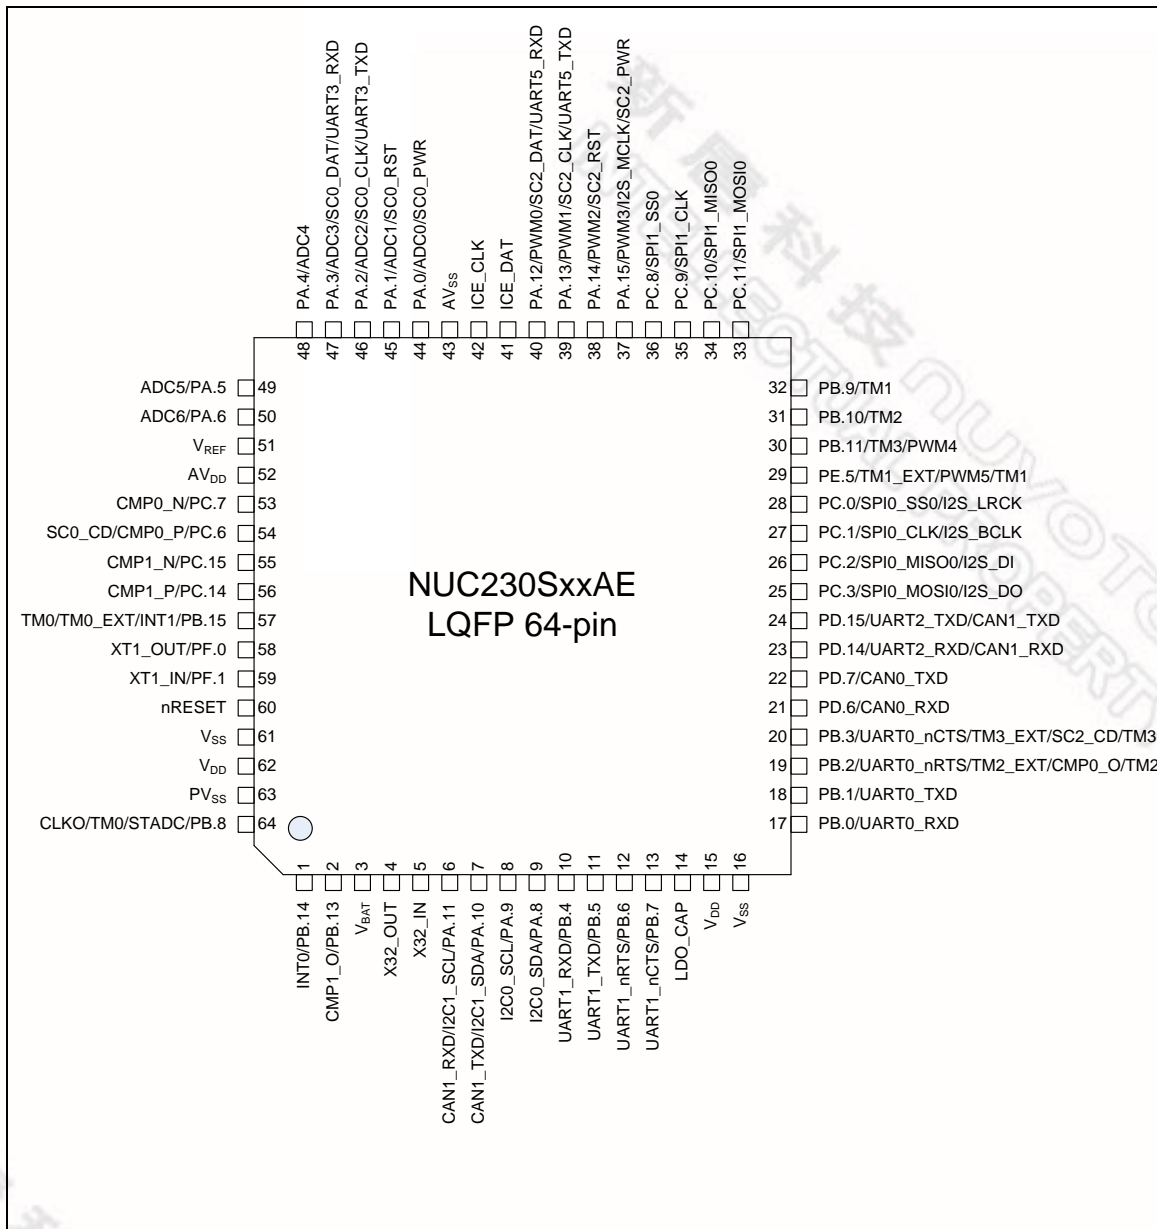 PA.4/ADC4
PA.3/ADC3/SC0_DAT/UART3_RXD
PA.2/ADC2/SC0_CLK/UART3_TXD
PA.1/ADC1/SC0_RST
PA.0/ADC0/SC0_PWR
AVSS
ICE_CLK
ICE_DAT
PA.12/PWM0/SC2_DAT/UART5_RXD
PA.13/PWM1/SC2_CLK/UART5_TXD
PA.14/PWM2/SC2_RST
PA.15/PWM3/I2S_MCLK/SC2_PWR
PC.8/SPI1_SS0
PC.9/SPI1_CLK
PC.10/SPI1_MISO0
PC.11/SPI1_MOSI0
48 47 46 45 44 43 42 41 40 39 38 37 36 35 34 33
ADC5/PA.5 49
ADC6/PA.6 50
VREF 51
AVDD 52
CMP0_N/PC.7 53
SC0_CD/CMP0_P/PC.6 54
CMP1_N/PC.15 55
CMP1_P/PC.14 56
TM0/TM0_EXT/INT1/PB.15 57
XT1_OUT/PF.0 58
XT1_IN/PF.1 59
nRESET 60
VSS 61
VDD 62
PVSS 63
CLKO/TM0/STADC/PB.8 64
NUC230SxxAE
LQFP 64-pin
32 PB.9/TM1
31 PB.10/TM2
30 PB.11/TM3/PWM4
29 PE.5/TM1_EXT/PWM5/TM1
28 PC.0/SPI0_SS0/I2S_LRCK
27 PC.1/SPI0_CLK/I2S_BCLK
26 PC.2/SPI0_MISO0/I2S_DI
25 PC.3/SPI0_MOSI0/I2S_DO
24 PD.15/UART2_TXD/CAN1_TXD
23 PD.14/UART2_RXD/CAN1_RXD
22 PD.7/CAN0_TXD
21 PD.6/CAN0_RXD
20 PB.3/UART0_nCTS/TM3_EXT/SC2_CD/TM3
19 PB.2/UART0_nRTS/TM2_EXT/CMP0_O/TM2
18 PB.1/UART0_TXD
17 PB.0/UART0_RXD
1 2 3 4 5 6 7 8 9 10 11 12 13 14 15 16
INT0/PB.14
CMP1_O/PB.13
VBAT
X32_OUT
X32_IN
CAN1_RXD/I2C1_SCL/PA.11
CAN1_TXD/I2C1_SDA/PA.10
I2C0_SCL/PA.9
I2C0_SDA/PA.8
UART1_RXD/PB.4
UART1_TXD/PB.5
UART1_nRTS/PB.6
UART1_nCTS/PB.7
LDO_CAP
VDD
VSS
新唐科技 nuvoTo
INTELLECTUAL PROPERTY